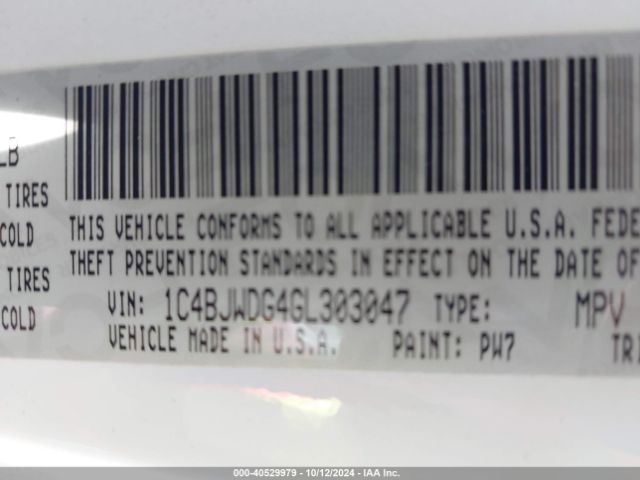 LB
TIRES
COLD
TIRES
COLD
THIS VEHICLE CONFORMS TO ALL APPLICABLE U.S.A. FEDE
THEFT PREVENTION STANDARDS IN EFFECT ON THE DATE OF
VIN: 1C4BJWDG4GL303047 TYPE: MPV
VEHICLE MADE IN U.S.A. PAINT: PW7 TRI
000-40529979 - 10/12/2024 - IAA Inc.